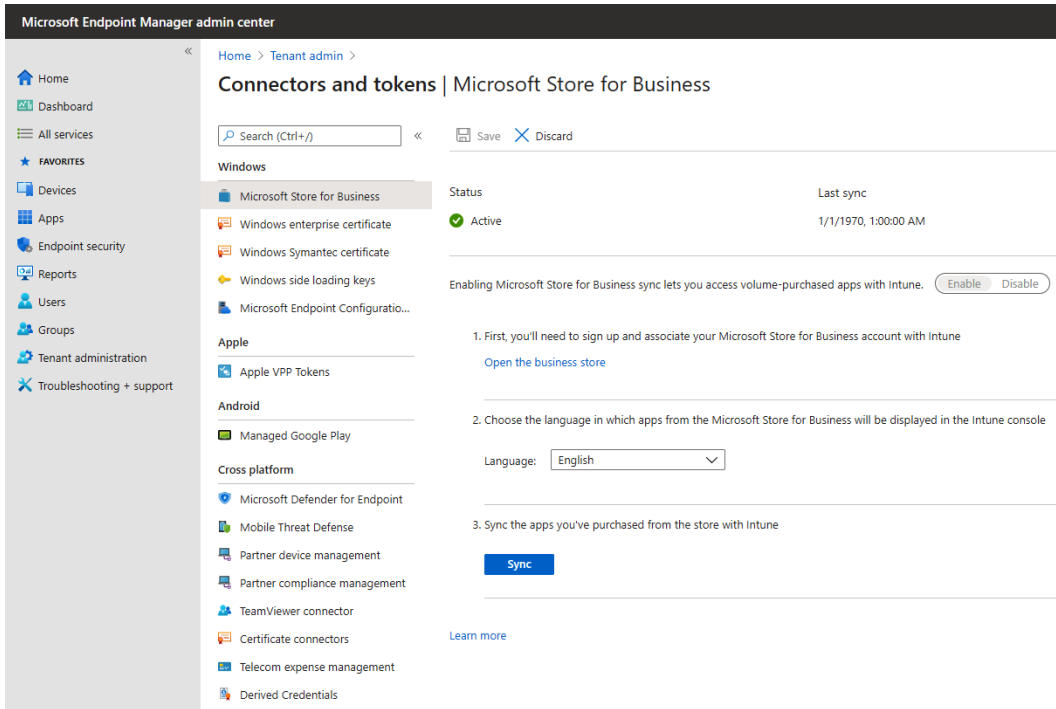 Microsoft Endpoint Manager admin center
«
Home
Dashboard
All services
FAVORITES
Devices
Apps
Endpoint security
Reports
Users
Groups
Tenant administration
Troubleshooting + support
Home > Tenant admin >
Connectors and tokens | Microsoft Store for Business
Search (Ctrl+/)
«
Windows
Microsoft Store for Business
Windows enterprise certificate
Windows Symantec certificate
Windows side loading keys
Microsoft Endpoint Configuratio...
Apple
Apple VPP Tokens
Android
Managed Google Play
Cross platform
Microsoft Defender for Endpoint
Mobile Threat Defense
Partner device management
Partner compliance management
TeamViewer connector
Certificate connectors
Telecom expense management
Derived Credentials
Save Discard
Status Last sync
Active 1/1/1970, 1:00:00 AM
Enabling Microsoft Store for Business sync lets you access volume-purchased apps with Intune. Enable Disable
1. First, you'll need to sign up and associate your Microsoft Store for Business account with Intune
Open the business store
2. Choose the language in which apps from the Microsoft Store for Business will be displayed in the Intune console
Language: English
3. Sync the apps you've purchased from the store with Intune
Sync
Learn more